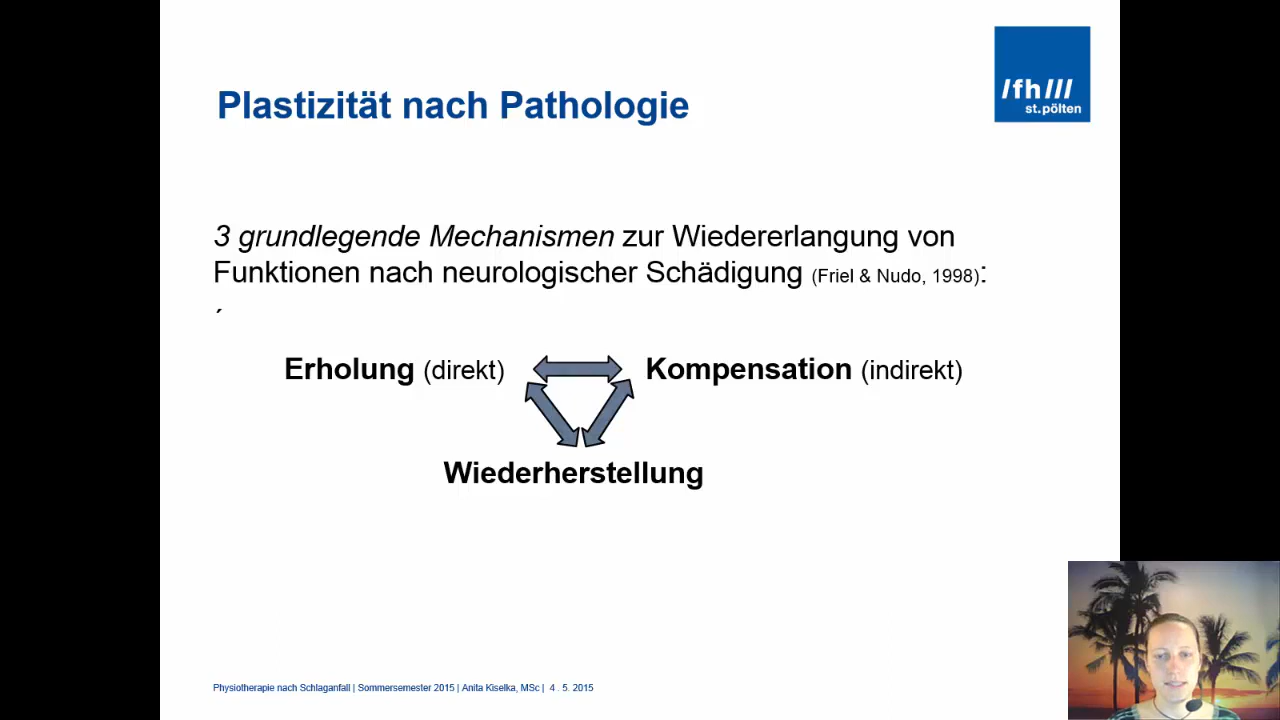 /fh///
st.pölten
Plastizität nach Pathologie
3 grundlegende Mechanismen zur Wiedererlangung von
Funktionen nach neurologischer Schädigung (Friel & Nudo, 1998):
´
Erholung (direkt) Kompensation (indirekt)
Wiederherstellung
Physiotherapie nach Schlaganfall | Sommersemester 2015 | Anita Kiselka, MSc | 4 . 5. 2015